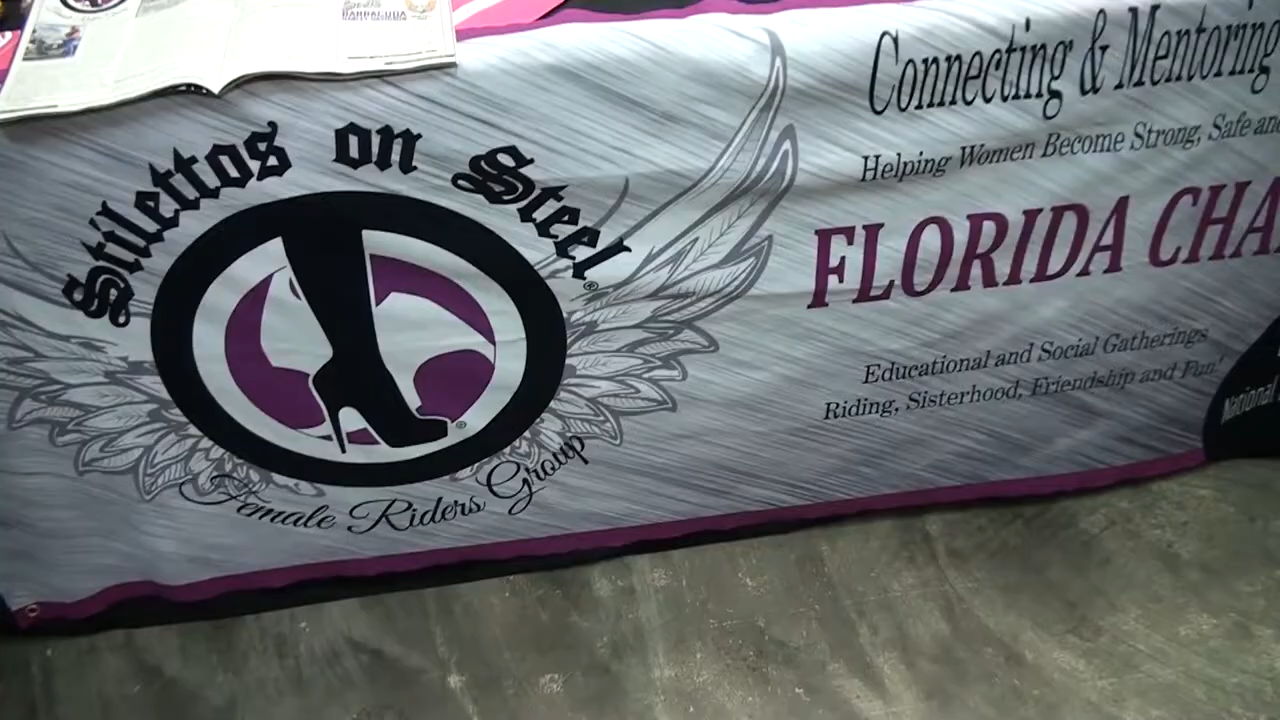 Stilettos on Steel®
®
Female Riders Group
Connecting & Mentoring
Helping Women Become Strong, Safe and
FLORIDA CHA
Educational and Social Gatherings
Riding, Sisterhood, Friendship and Fun!
National